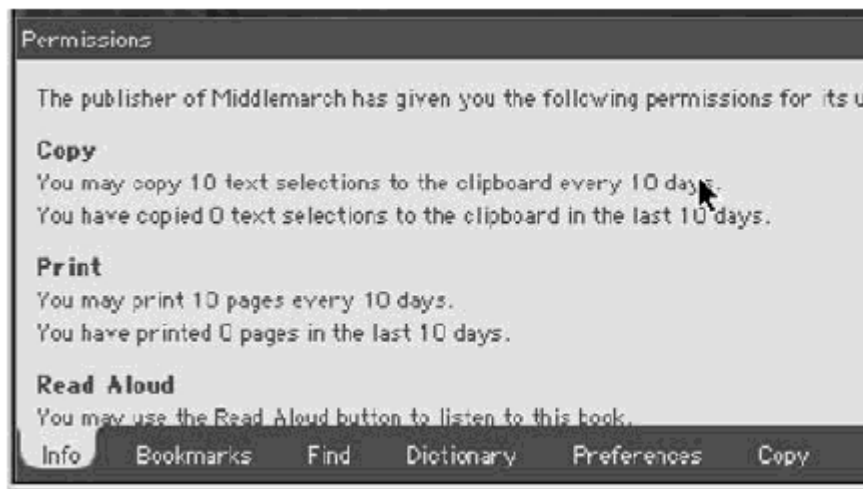 Permissions
The publisher of Middlemarch has given you the following permissions for its u
Copy
You may copy 10 text selections to the clipboard every 10 days.
You have copied 0 text selections to the clipboard in the last 10 days.
Print
You may print 10 pages every 10 days.
You have printed 0 pages in the last 10 days.
Read Aloud
You may use the Read Aloud button to listen to this book.
Info Bookmarks Find Dictionary Preferences Copy